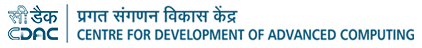 सी डैक
CDAC
प्रगत संगणन विकास केंद्र
CENTRE FOR DEVELOPMENT OF ADVANCED COMPUTING